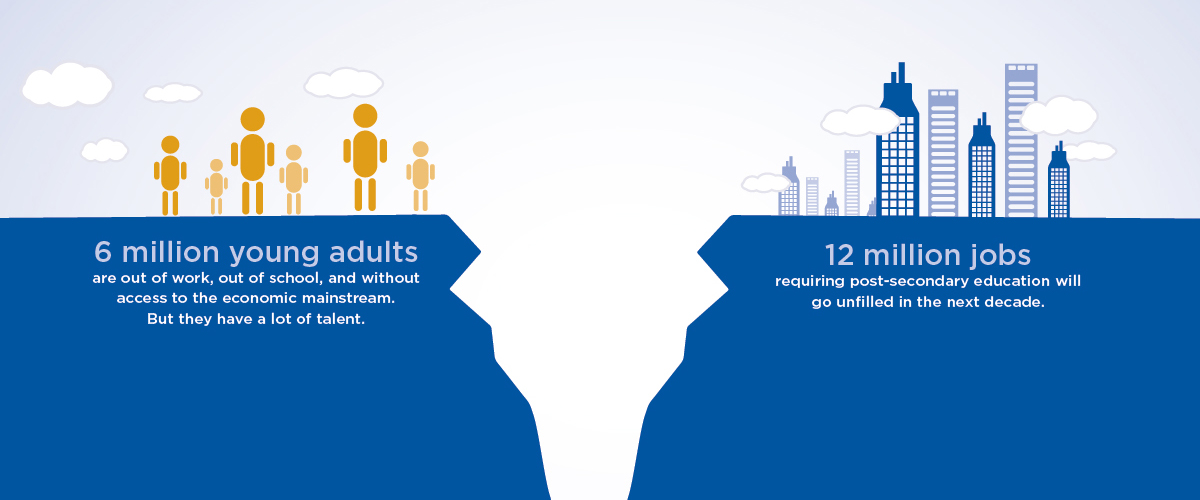 6 million young adults
are out of work, out of school, and without
access to the economic mainstream.
But they have a lot of talent.
12 million jobs
requiring post-secondary education will
go unfilled in the next decade.